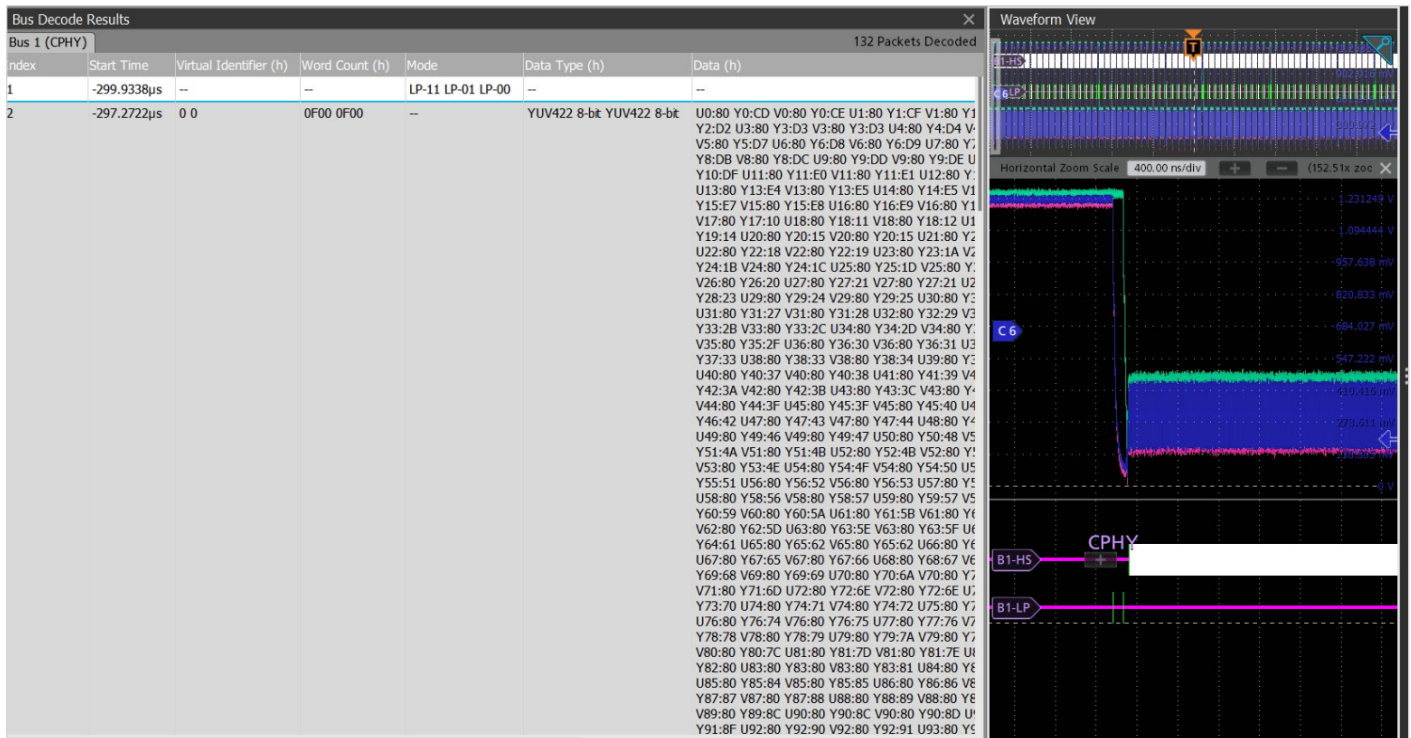 Bus Decode Results
Bus 1 (CPHY)
132 Packets Decoded
Index Start Time Virtual Identifier (h) Word Count (h) Mode Data Type (h) Data (h)
1 -299.9338µs -- -- LP-11 LP-01 LP-00 -- --
2 -297.2722µs 0 0 0F00 0F00 -- YUV422 8-bit YUV422 8-bit U0:80 Y0:CD V0:80 Y0:CE U1:80 Y1:CF V1:80
Y2:D2 U3:80 Y3:D3 V3:80 Y3:D3 U4:80 Y4:D4
V5:80 Y5:D7 U6:80 Y6:D8 V6:80 Y6:D9 U7:80
Y8:DB V8:80 Y8:DC U9:80 Y9:DD V9:80 Y9:DE
Y10:DF U11:80 Y11:E0 V11:80 Y11:E1 U12:80
U13:80 Y13:E4 V13:80 Y13:E5 U14:80 Y14:E5
Y15:E7 V15:80 Y15:E8 U16:80 Y16:E9 V16:80
V17:80 Y17:10 U18:80 Y18:11 V18:80 Y18:12
Y19:14 U20:80 Y20:15 V20:80 Y20:15 U21:80
U22:80 Y22:18 V22:80 Y22:19 U23:80 Y23:1A
Y24:1B V24:80 Y24:1C U25:80 Y25:1D V25:80
V26:80 Y26:20 U27:80 Y27:21 V27:80 Y27:21
Y28:23 U29:80 Y29:24 V29:80 Y29:25 U30:80
U31:80 Y31:27 V31:80 Y31:28 U32:80 Y32:29
Y33:2B V33:80 Y33:2C U34:80 Y34:2D V34:80
V35:80 Y35:2F U36:80 Y36:30 V36:80 Y36:31
Y37:33 U38:80 Y38:33 V38:80 Y38:34 U39:80
U40:80 Y40:37 V40:80 Y40:38 U41:80 Y41:39
Y42:3A V42:80 Y42:3B U43:80 Y43:3C V43:80
V44:80 Y44:3F U45:80 Y45:3F V45:80 Y45:40
Y46:42 U47:80 Y47:43 V47:80 Y47:44 U48:80
U49:80 Y49:46 V49:80 Y49:47 U50:80 Y50:48
Y51:4A V51:80 Y51:4B U52:80 Y52:4B V52:80
V53:80 Y53:4E U54:80 Y54:4F V54:80 Y54:50
Y55:51 U56:80 Y56:52 V56:80 Y56:53 U57:80
U58:80 Y58:56 V58:80 Y58:57 U59:80 Y59:57
Y60:59 V60:80 Y60:5A U61:80 Y61:5B V61:80
V62:80 Y62:5D U63:80 Y63:5E V63:80 Y63:5F
Y64:61 U65:80 Y65:62 V65:80 Y65:62 U66:80
U67:80 Y67:65 V67:80 Y67:66 U68:80 Y68:67
Y69:68 V69:80 Y69:69 U70:80 Y70:6A V70:80
V71:80 Y71:6D U72:80 Y72:6E V72:80 Y72:6E
Y73:70 U74:80 Y74:71 V74:80 Y74:72 U75:80
U76:80 Y76:74 V76:80 Y76:75 U77:80 Y77:76
Y78:78 V78:80 Y78:79 U79:80 Y79:7A V79:80
V80:80 Y80:7C U81:80 Y81:7D V81:80 Y81:7E
Y82:80 U83:80 Y83:80 V83:80 Y83:81 U84:80
U85:80 Y85:84 V85:80 Y85:85 U86:80 Y86:86
Y87:87 V87:80 Y87:88 U88:80 Y88:89 V88:80
V89:80 Y89:8C U90:80 Y90:8C V90:80 Y90:8D
Y91:8F U92:80 Y92:90 V92:80 Y92:91 U93:80
Waveform View
T
B1-HS
C6 LP
902.916 mV
Horizontal Zoom Scale 400.00 ns/div + − (152.51x
1.231249 V
1.094444 V
957.638 mV
820.833 mV
C 6
684.027 mV
547.222 mV
410.416 mV
273.611 mV
0 V
CPHY
B1-HS +
B1-LP